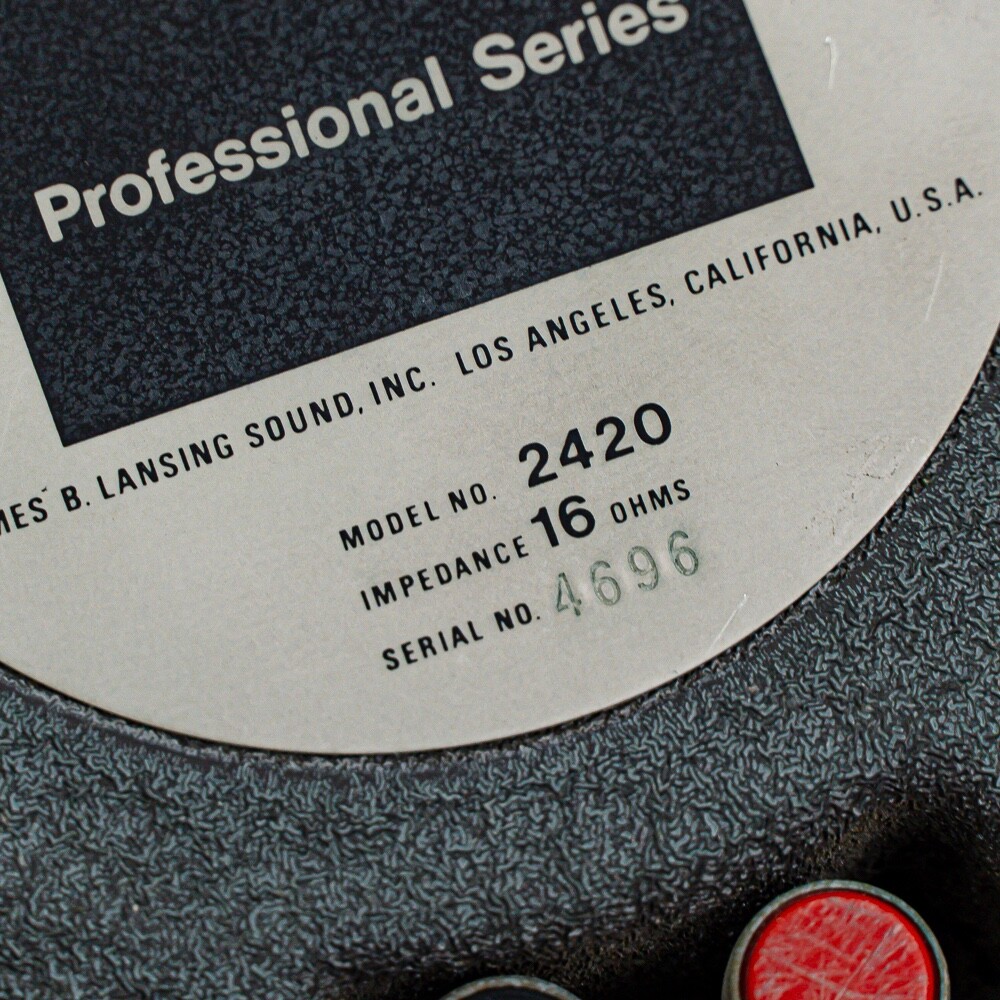 Professional Series
MES B. LANSING SOUND, INC. LOS ANGELES, CALIFORNIA, U.S.A.
MODEL NO. 2420
IMPEDANCE 16 OHMS
SERIAL NO. 4696